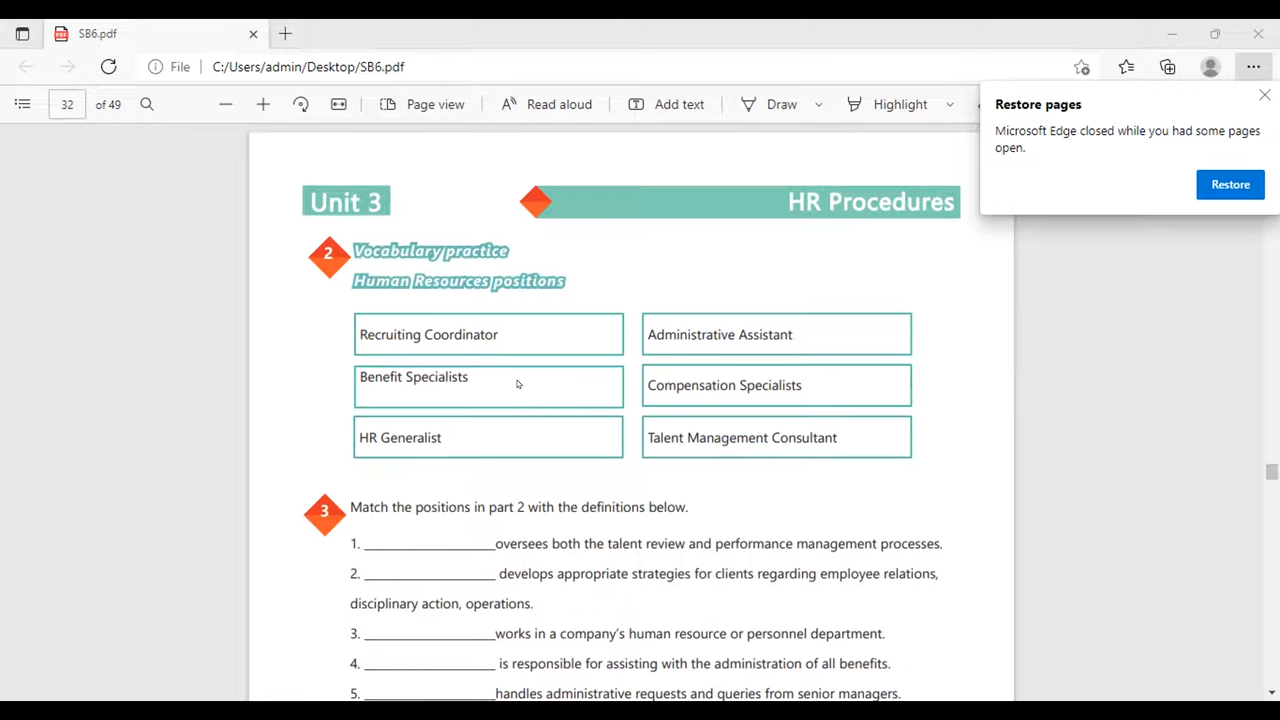 SB6.pdf
File
C:/Users/admin/Desktop/SB6.pdf
32 of 49
Page view
Read aloud
Add text
Draw
Highlight
Restore pages
Microsoft Edge closed while you had some pages
open.
Restore
Unit 3
HR Procedures
2 Vocabulary practice
Human Resources positions
Recruiting Coordinator
Administrative Assistant
Benefit Specialists
Compensation Specialists
HR Generalist
Talent Management Consultant
3 Match the positions in part 2 with the definitions below.
1. ___________________oversees both the talent review and performance management processes.
2. ___________________ develops appropriate strategies for clients regarding employee relations,
disciplinary action, operations.
3. ___________________works in a company's human resource or personnel department.
4. ___________________ is responsible for assisting with the administration of all benefits.
5. ___________________handles administrative requests and queries from senior managers.